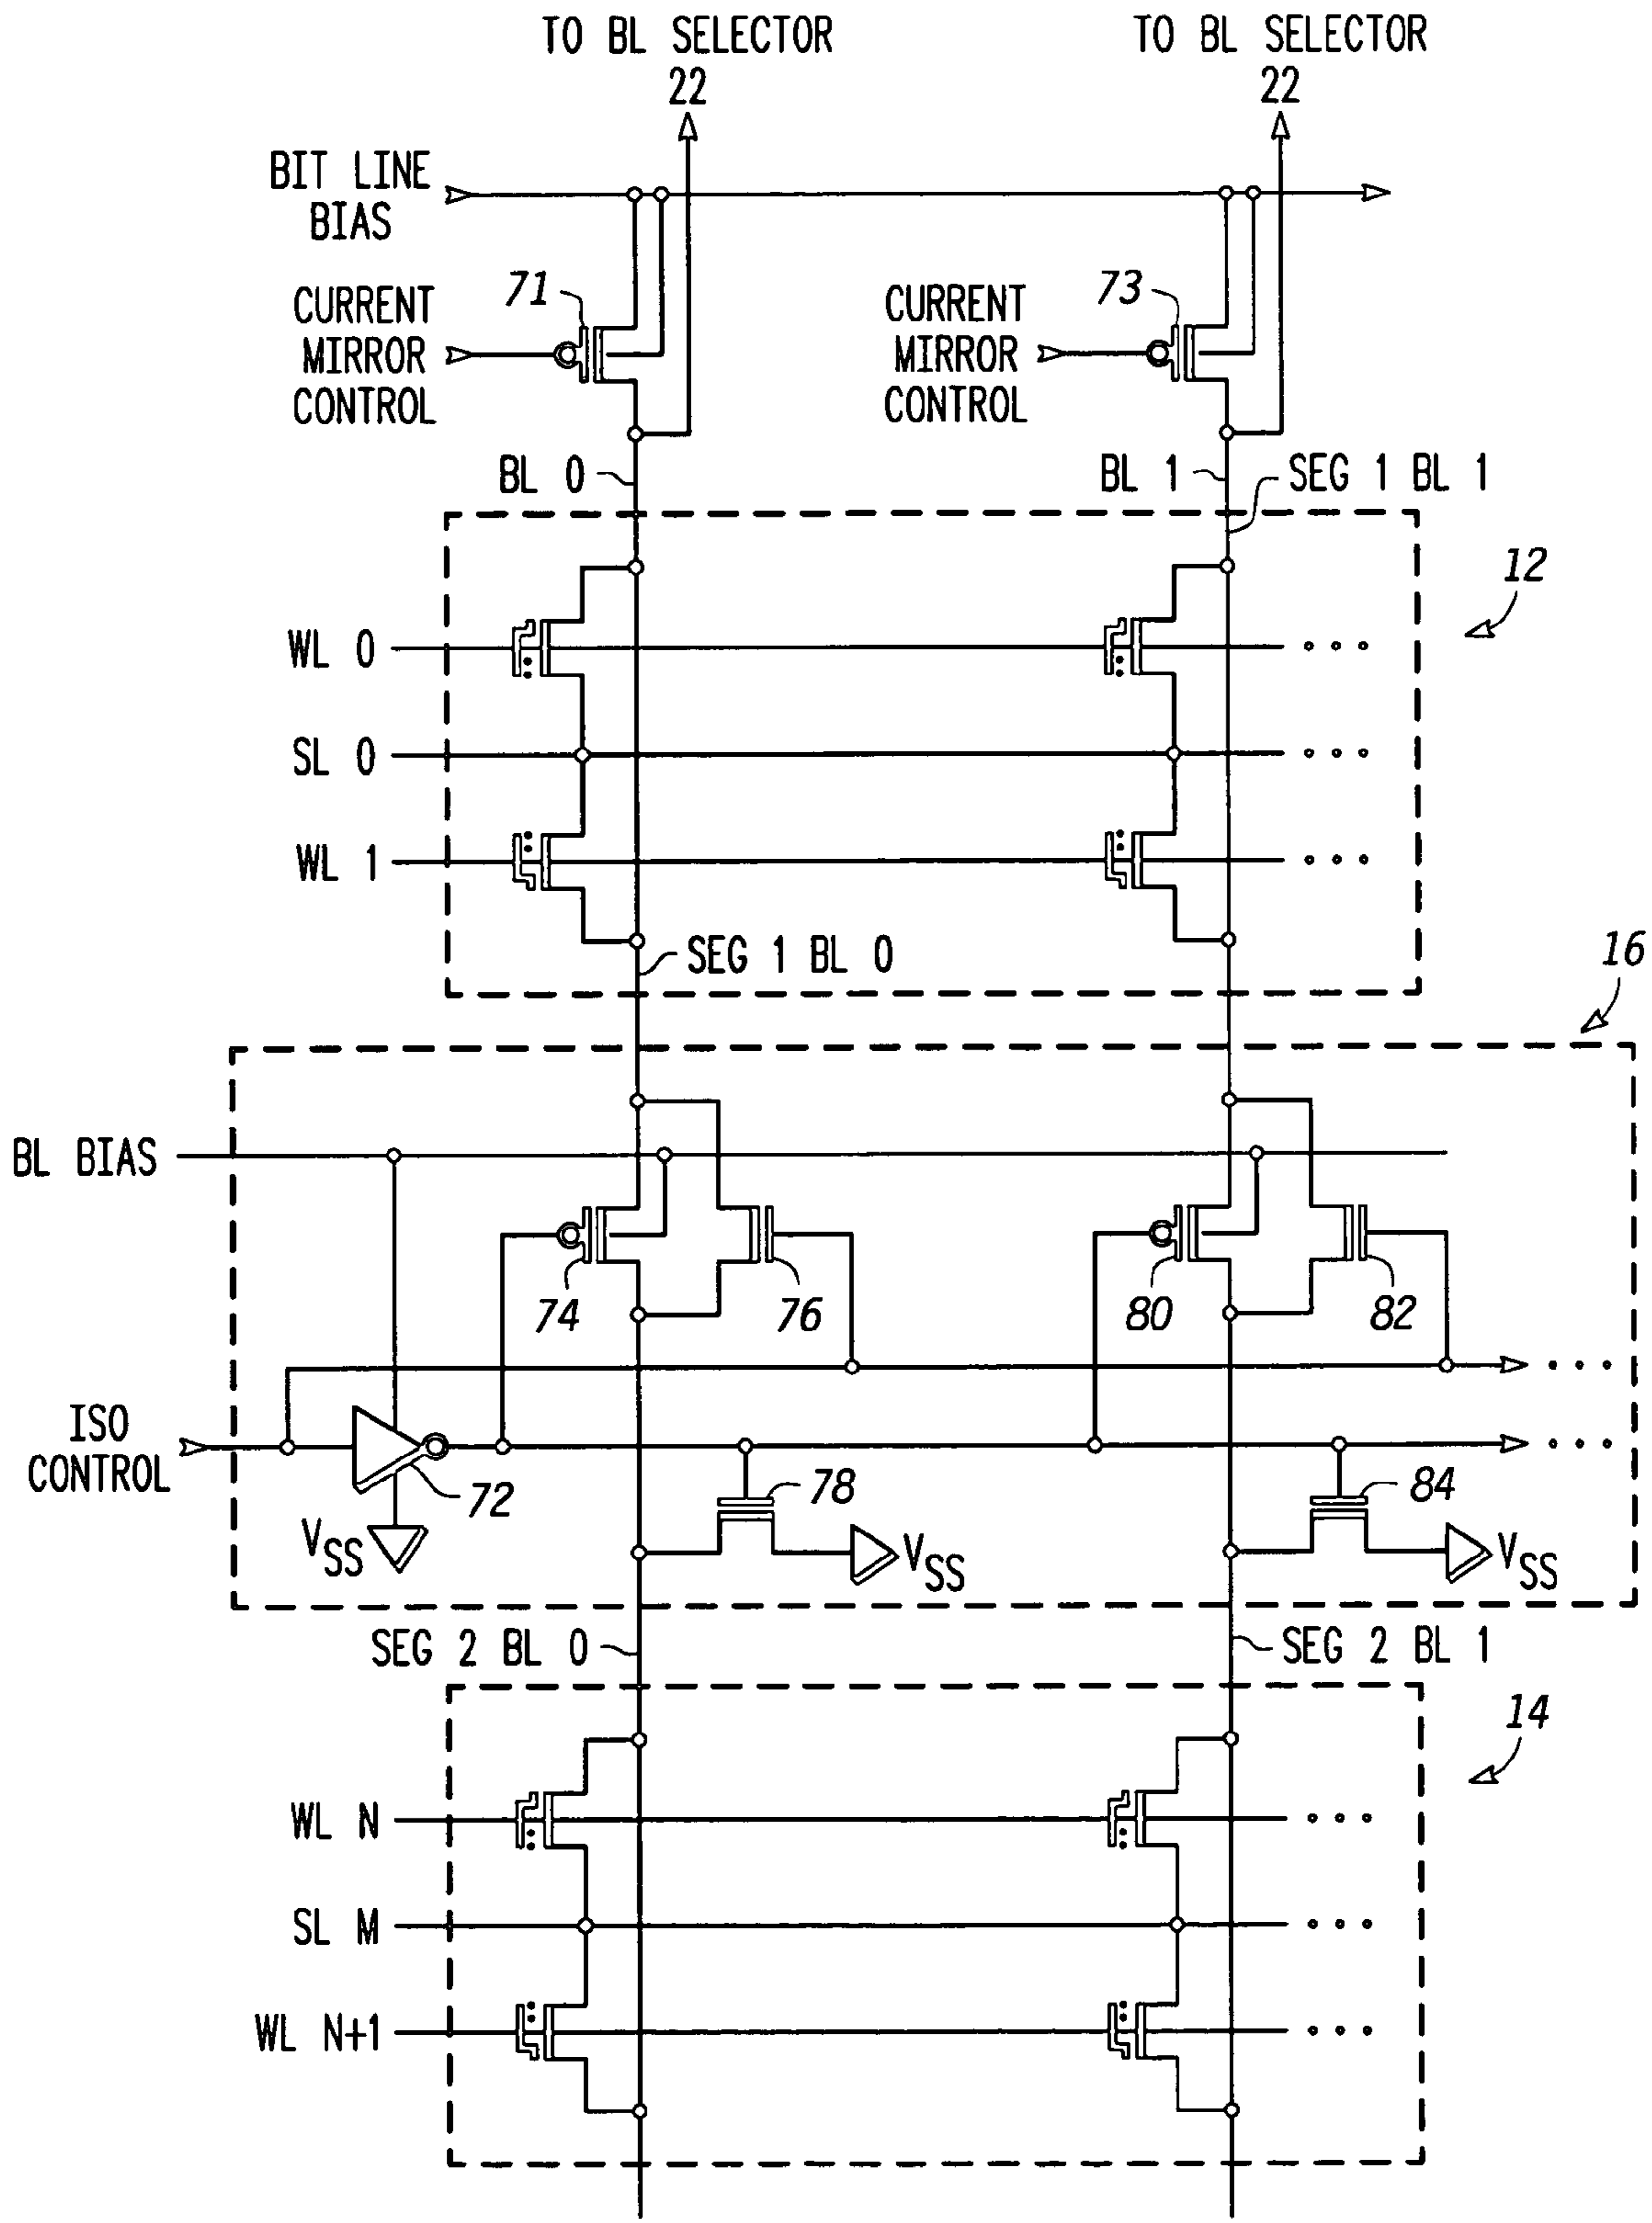 TO BL SELECTOR
22
TO BL SELECTOR
22
BIT LINE
BIAS
CURRENT
MIRROR
CONTROL
71
CURRENT
MIRROR
CONTROL
73
BL 0
BL 1
SEG 1 BL 1
12
WL 0
SL 0
WL 1
SEG 1 BL 0
16
BL BIAS
74
76
80
82
ISO
CONTROL
72
VSS
78
VSS
84
VSS
SEG 2 BL 0
SEG 2 BL 1
14
WL N
SL M
WL N+1